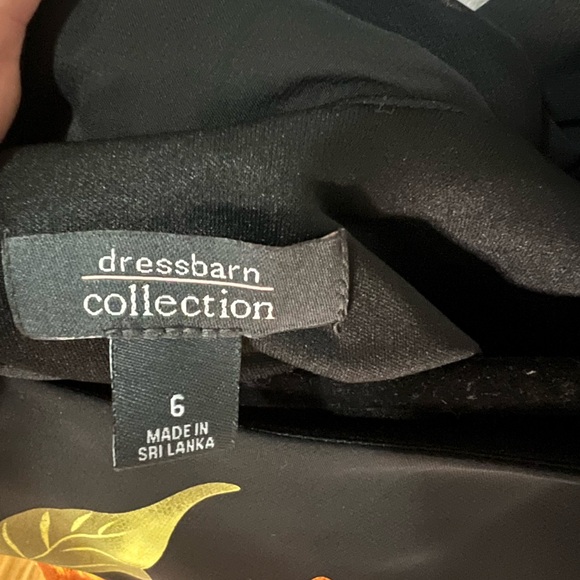 dressbarn
collection
6
MADE IN
SRI LANKA